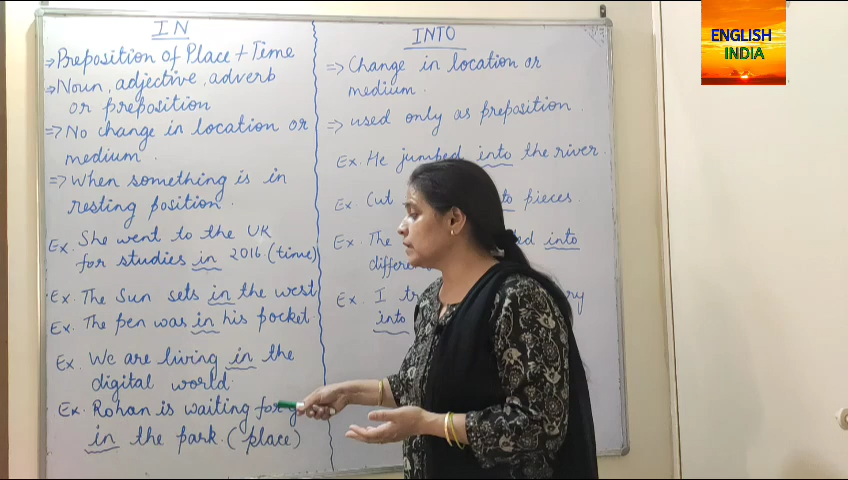 IN
→ Preposition of Place + Time
→ Noun, adjective, adverb
or preposition
⇒ No change in location or
medium.
⇒ When something is in
resting position.
Ex. She went to the UK
for studies in 2016. (time)
Ex. The Sun sets in the west
Ex. The pen was in his pocket
Ex. We are living in the
digital world.
Ex. Rohan is waiting for
in the park. (place)
INTO
⇒ Change in location or
medium.
⇒ used only as preposition.
Ex. He jumped into the river.
Ex. Cut pieces.
Ex. The into
Ex. I
into
ENGLISH
INDIA